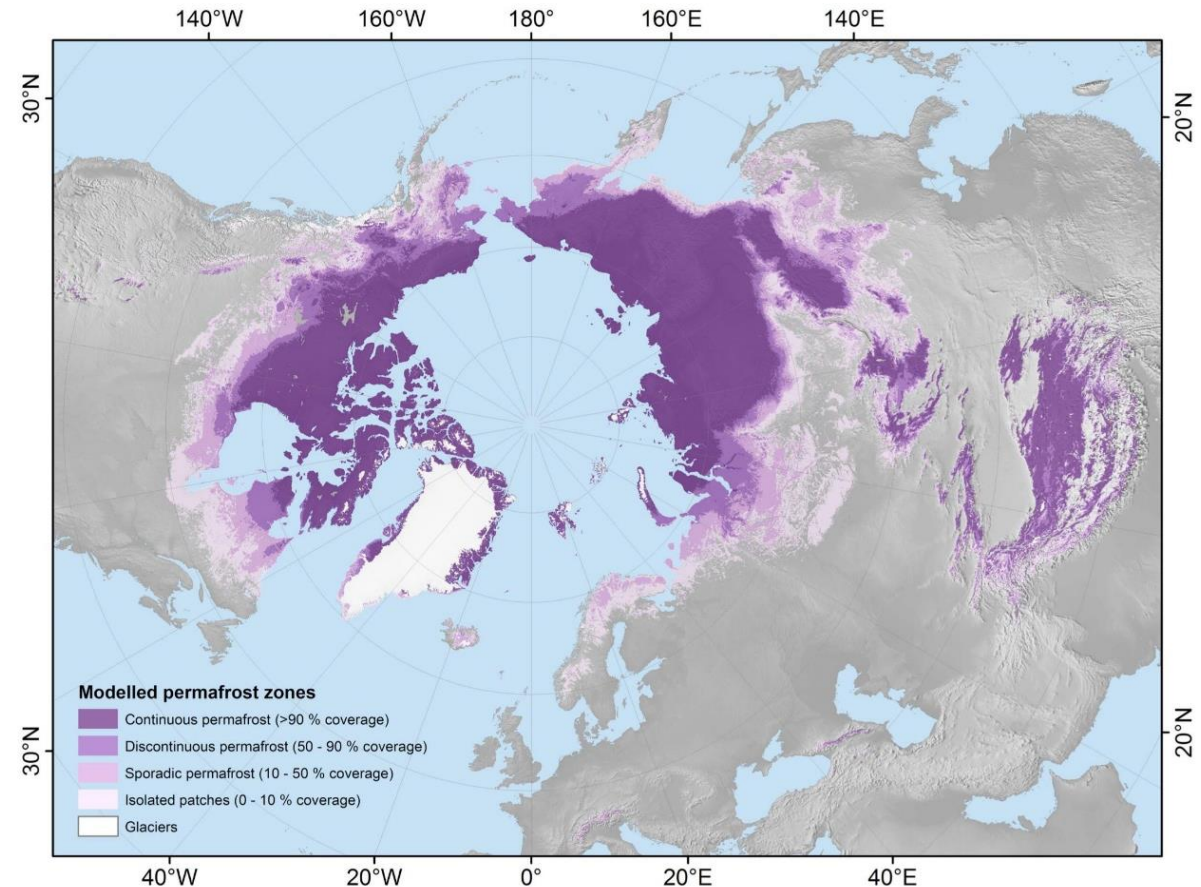 140°W 160°W 180° 160°E 140°E
30°N
20°N
Modelled permafrost zones
Continuous permafrost (>90 % coverage)
Discontinuous permafrost (50 - 90 % coverage)
Sporadic permafrost (10 - 50 % coverage)
Isolated patches (0 - 10 % coverage)
Glaciers
30°N
20°N
40°W 20°W 0° 20°E 40°E